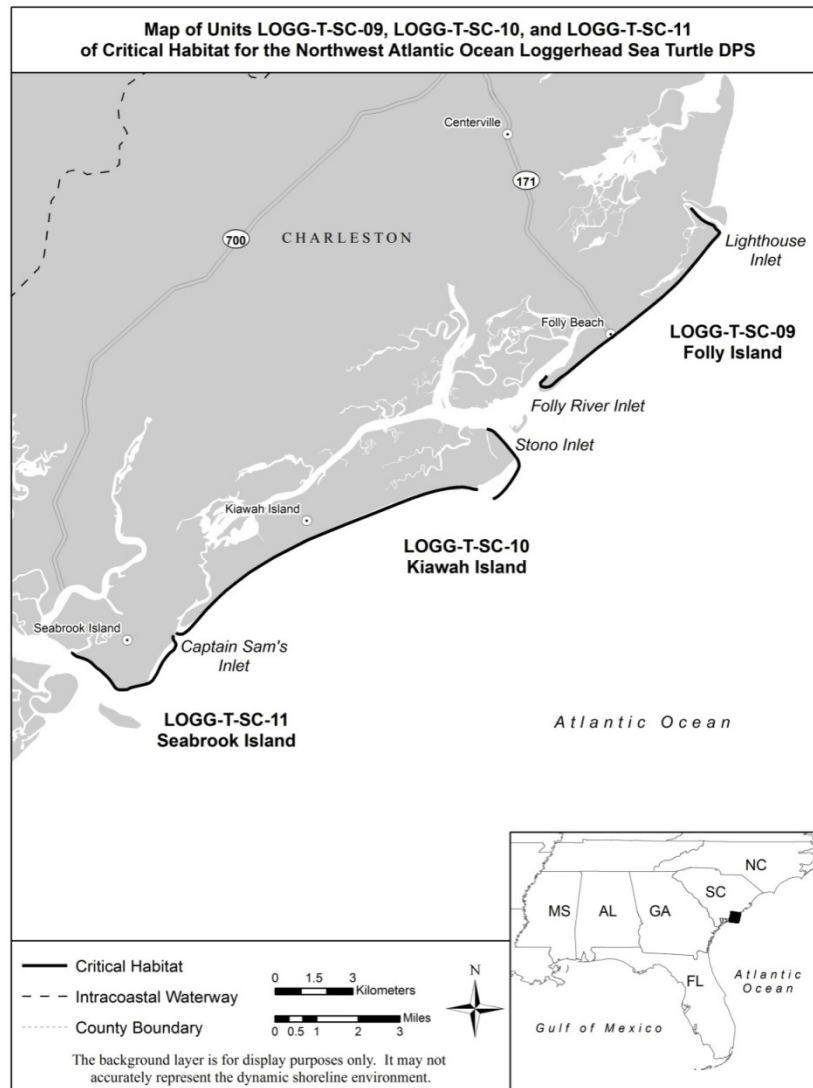 Map of Units LOGG-T-SC-09, LOGG-T-SC-10, and LOGG-T-SC-11
of Critical Habitat for the Northwest Atlantic Ocean Loggerhead Sea Turtle DPS
Centerville
171
700
CHARLESTON
Lighthouse
Inlet
Folly Beach
LOGG-T-SC-09
Folly Island
Folly River Inlet
Stono Inlet
Kiawah Island
LOGG-T-SC-10
Kiawah Island
Seabrook Island
Captain Sam's
Inlet
LOGG-T-SC-11
Seabrook Island
Atlantic Ocean
NC
SC
MS
AL
GA
FL
Atlantic
Ocean
Gulf of Mexico
Critical Habitat
Intracoastal Waterway
County Boundary
0 1.5 3
Kilometers
Miles
0 0.5 1 2 3
N
The background layer is for display purposes only. It may not
accurately represent the dynamic shoreline environment.